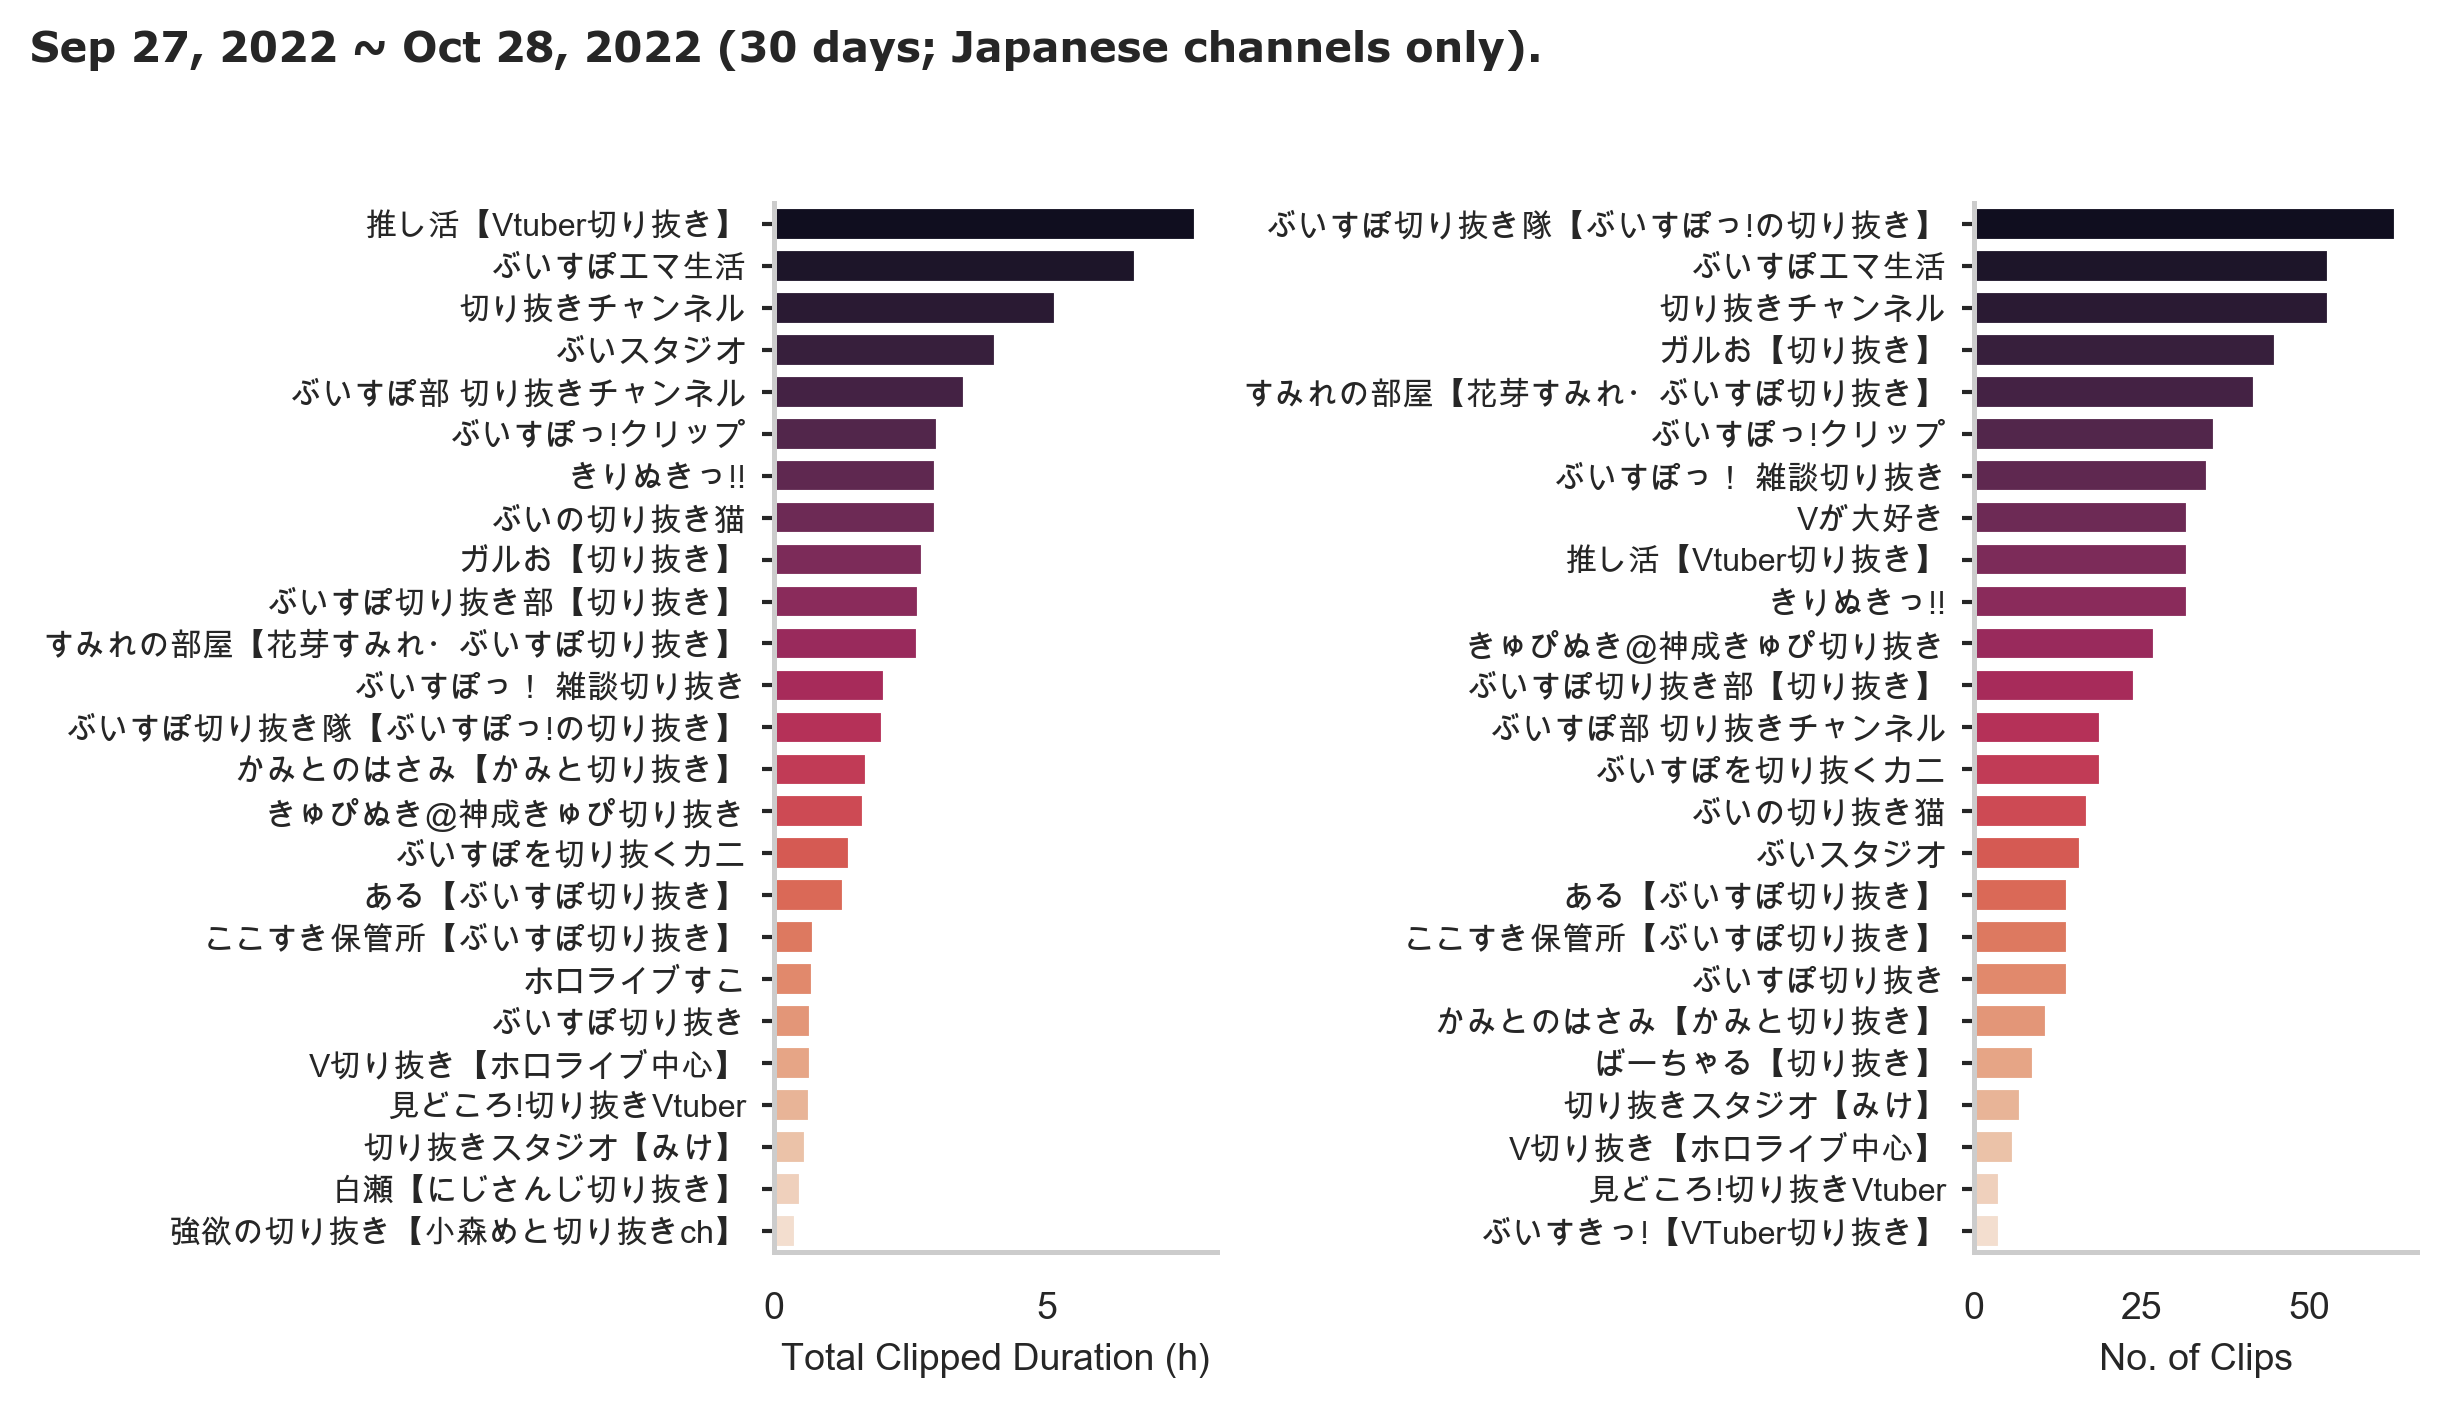 Sep 27, 2022 ~ Oct 28, 2022 (30 days; Japanese channels only).
推し活【Vtuber切り抜き】
ぶいすぽエマ生活
切り抜きチャンネル
ぶいスタジオ
ぶいすぽ部 切り抜きチャンネル
ぶいすぽっ!クリップ
きりぬきっ!!
ぶいの切り抜き猫
ガルお【切り抜き】
ぶいすぽ切り抜き部【切り抜き】
すみれの部屋【花芽すみれ・ぶいすぽ切り抜き】
ぶいすぽっ！ 雑談切り抜き
ぶいすぽ切り抜き隊【ぶいすぽっ!の切り抜き】
かみとのはさみ【かみと切り抜き】
きゅぴぬき@神成きゅぴ切り抜き
ぶいすぽを切り抜くカニ
ある【ぶいすぽ切り抜き】
ここすき保管所【ぶいすぽ切り抜き】
ホロライブすこ
ぶいすぽ切り抜き
V切り抜き【ホロライブ中心】
見どころ!切り抜きVtuber
切り抜きスタジオ【みけ】
白瀬【にじさんじ切り抜き】
強欲の切り抜き【小森めと切り抜きch】
0 5
Total Clipped Duration (h)
ぶいすぽ切り抜き隊【ぶいすぽっ!の切り抜き】
ぶいすぽエマ生活
切り抜きチャンネル
ガルお【切り抜き】
すみれの部屋【花芽すみれ・ぶいすぽ切り抜き】
ぶいすぽっ!クリップ
ぶいすぽっ！ 雑談切り抜き
Vが大好き
推し活【Vtuber切り抜き】
きりぬきっ!!
きゅぴぬき@神成きゅぴ切り抜き
ぶいすぽ切り抜き部【切り抜き】
ぶいすぽ部 切り抜きチャンネル
ぶいすぽを切り抜くカニ
ぶいの切り抜き猫
ぶいスタジオ
ある【ぶいすぽ切り抜き】
ここすき保管所【ぶいすぽ切り抜き】
ぶいすぽ切り抜き
かみとのはさみ【かみと切り抜き】
ばーちゃる【切り抜き】
切り抜きスタジオ【みけ】
V切り抜き【ホロライブ中心】
見どころ!切り抜きVtuber
ぶいすきっ!【VTuber切り抜き】
0 25 50
No. of Clips